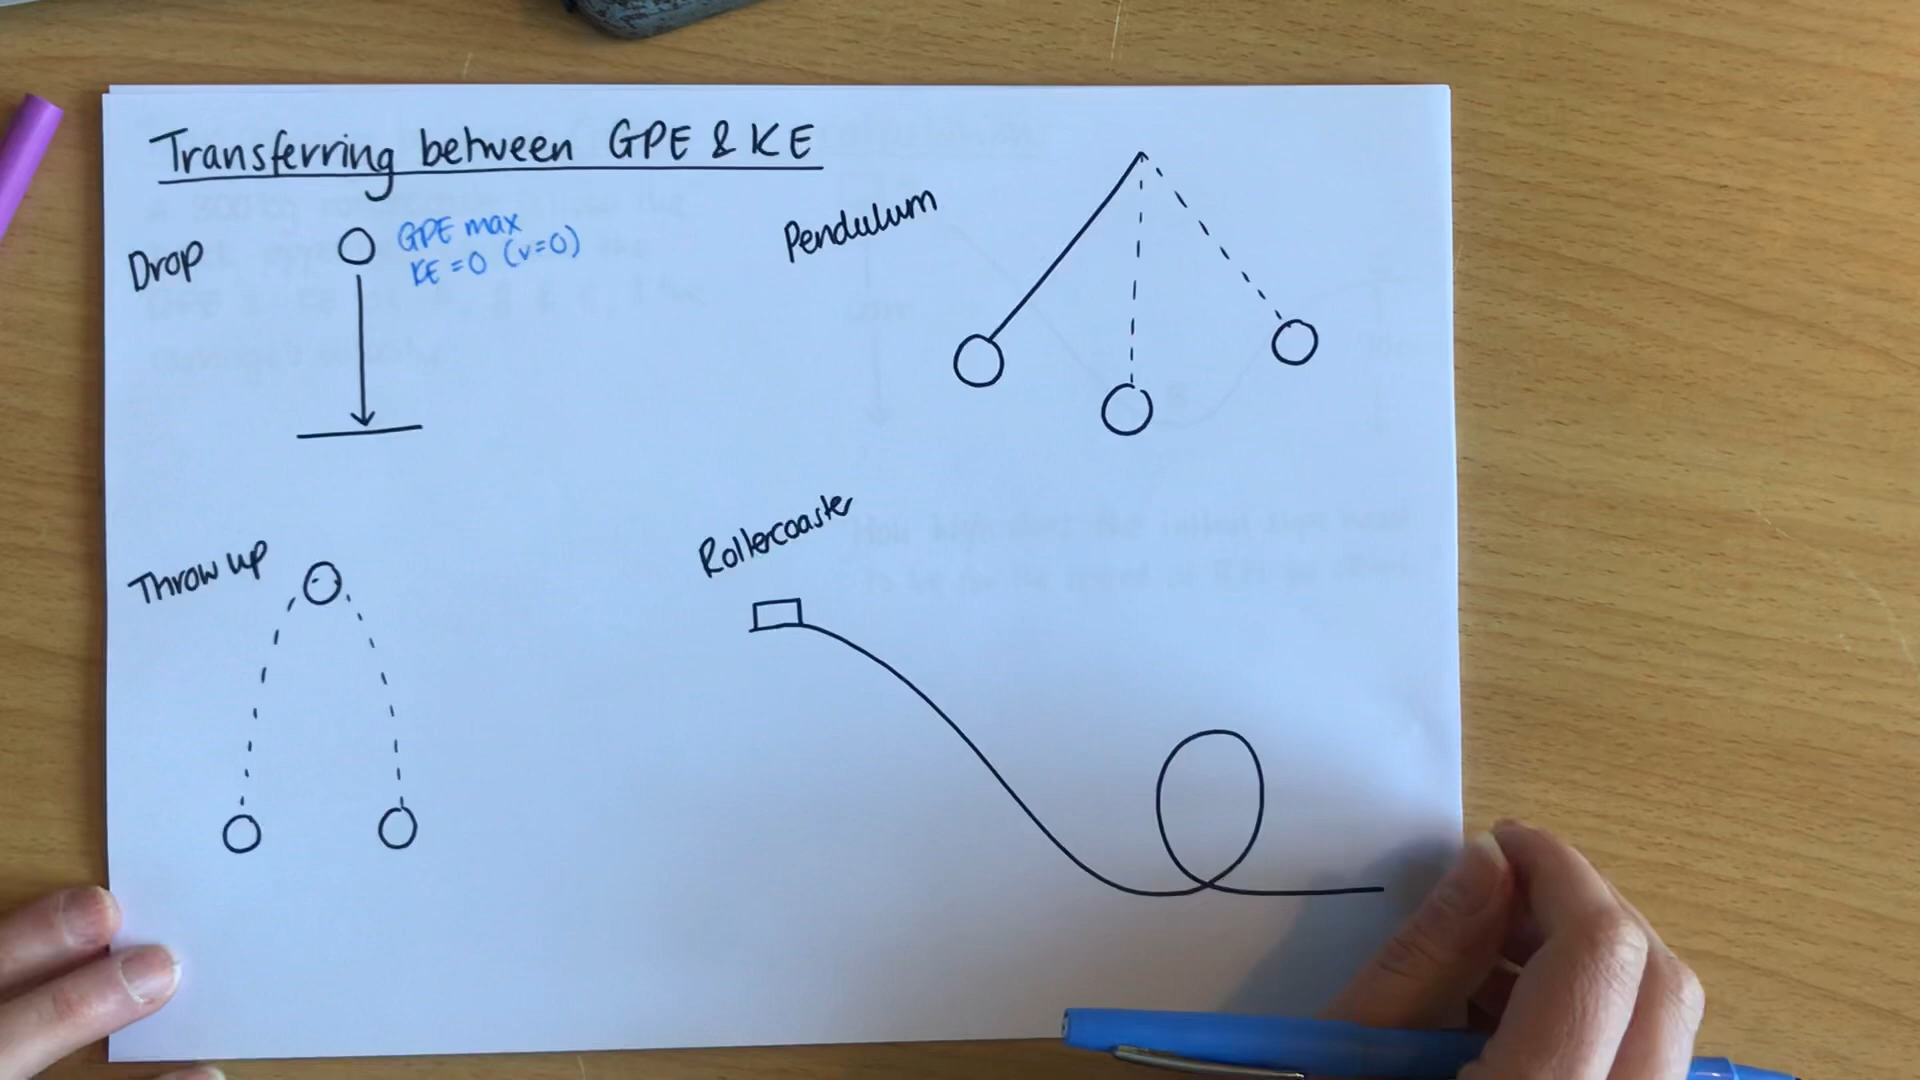 Transferring between GPE & KE
Drop
GPE max
KE = 0 (v=0)
Pendulum
Throw up
Rollercoaster